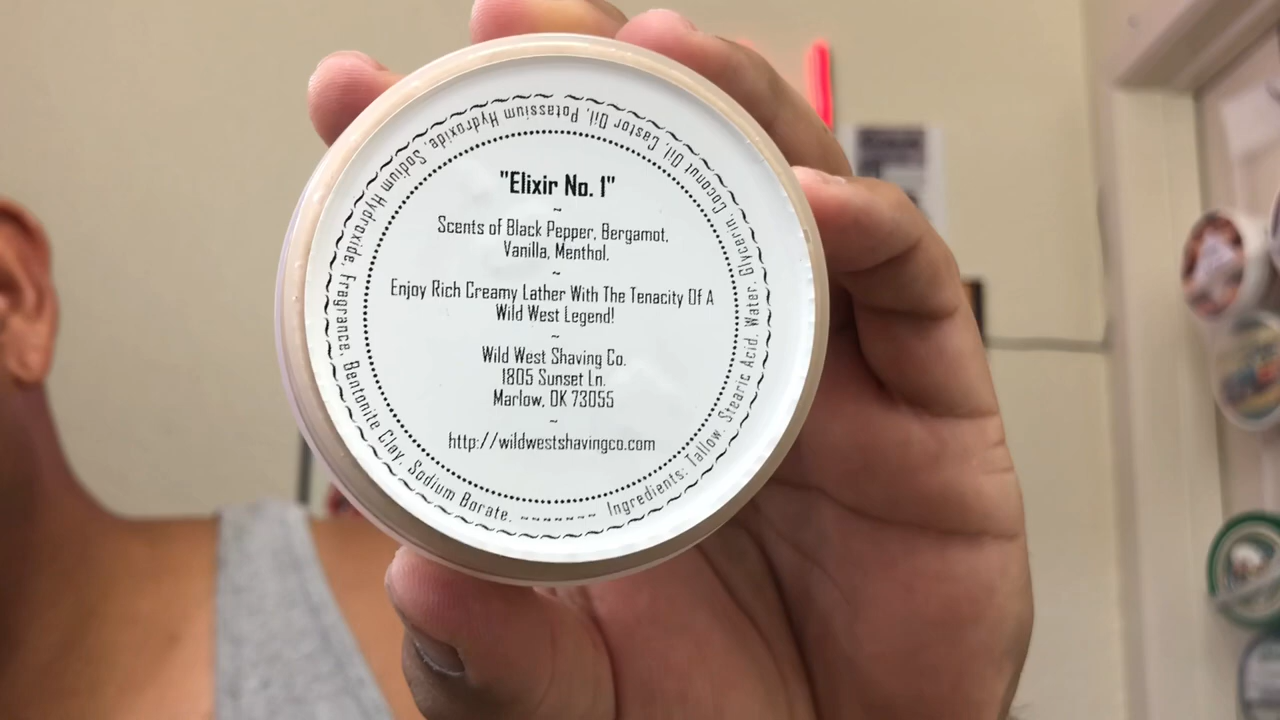 "Elixir No. 1"
~
Scents of Black Pepper, Bergamot,
Vanilla, Menthol.
~
Enjoy Rich Creamy Lather With The Tenacity Of A
Wild West Legend!
~
Wild West Shaving Co.
1805 Sunset Ln.
Marlow, OK 73055
~
http://wildwestshavingco.com
Ingredients: Tallow, Stearic Acid, Water, Glycerin, Coconut Oil, Castor Oil, Potassium Hydroxide, Sodium Hydroxide, Fragrance, Bentonite Clay, Sodium Borate. ~~~~~~~